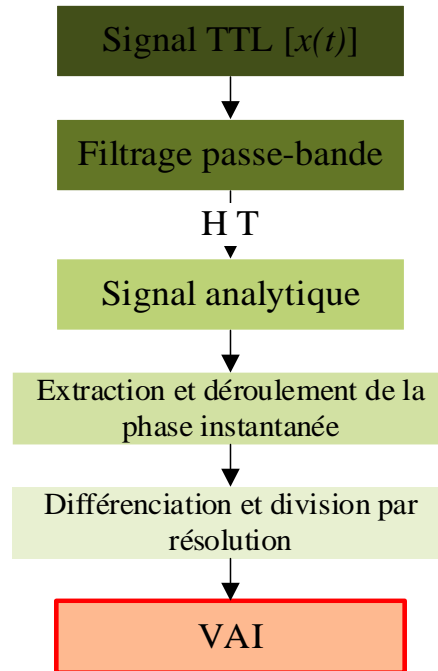 Signal TTL [x(t)]
Filtrage passe-bande
H T
Signal analytique
Extraction et déroulement de la
phase instantanée
Différenciation et division par
résolution
VAI